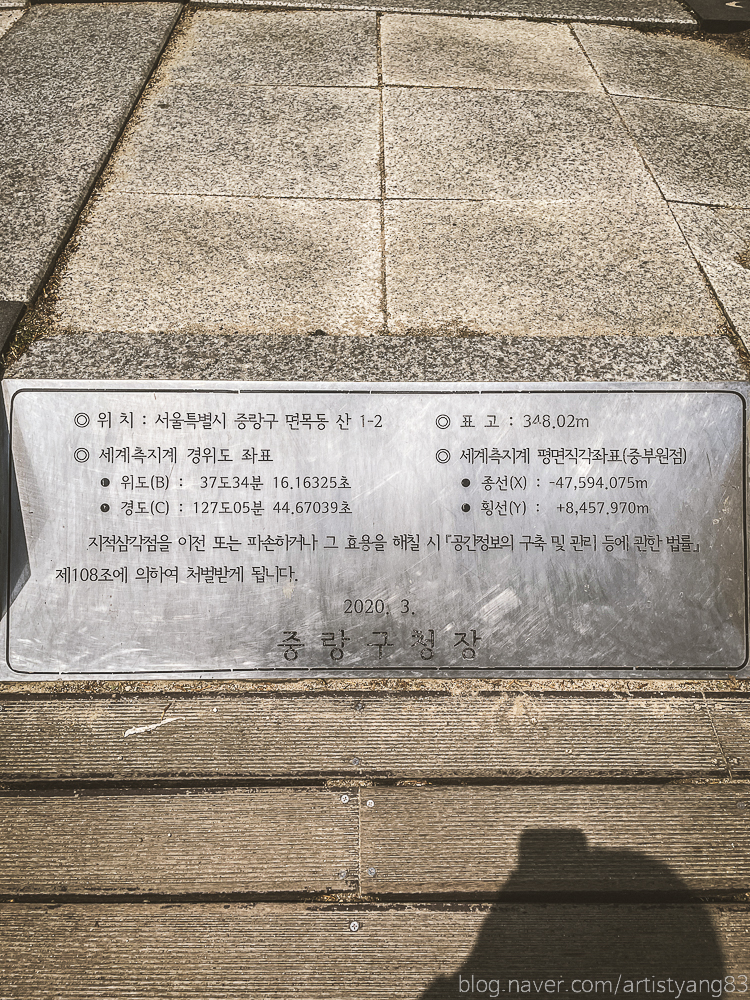 ◎ 위 치 : 서울특별시 중랑구 면목동 산 1-2 ◎ 표 고 : 348.02m
◎ 세계측지계 경위도 좌표 ◎ 세계측지계 평면직각좌표(중부원점)
● 위도(B) : 37도34분 16.16325초 ● 종선(X) : -47,594.075m
● 경도(C) : 127도05분 44.67039초 ● 횡선(Y) : +8,457.970m
지적삼각점을 이전 또는 파손하거나 그 효용을 해칠 시 『공간정보의 구축 및 관리 등에 관한 법률』
제108조에 의하여 처벌받게 됩니다.
2020. 3.
중랑구청장
blog.naver.com/artistyang83